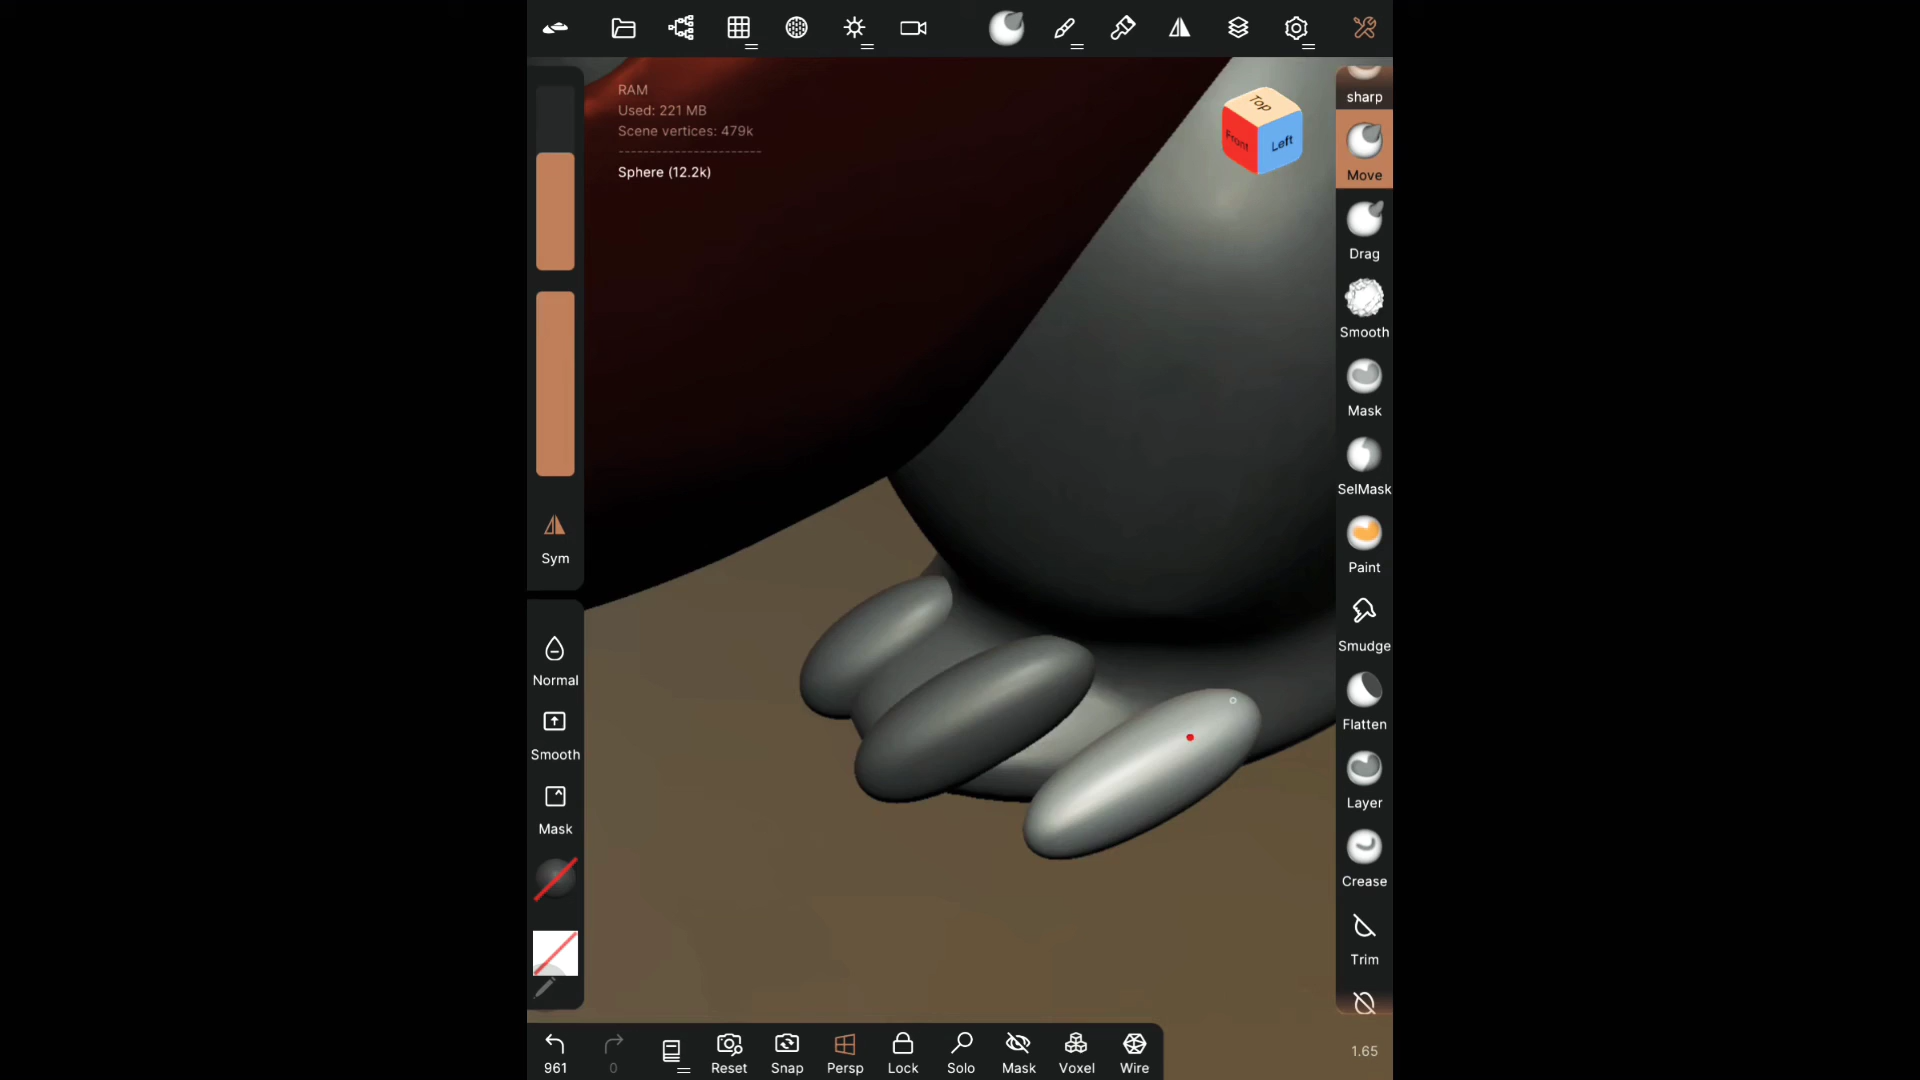 RAM
Used: 221 MB
Scene vertices: 479k
Sphere (12.2k)
Top
Front
Left
sharp
Move
Drag
Smooth
Mask
SelMask
Paint
Smudge
Flatten
Layer
Crease
Trim
Sym
Normal
Smooth
Mask
961
0
Reset
Snap
Persp
Lock
Solo
Mask
Voxel
Wire
1.65